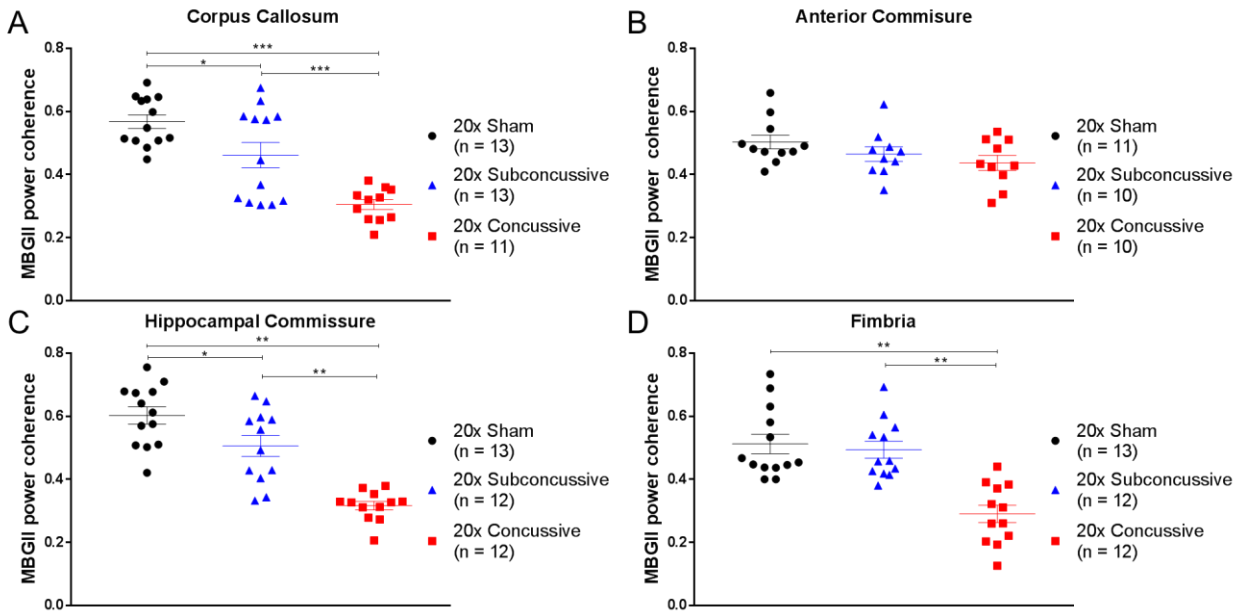 A
Corpus Callosum
MBGII power coherence
0.8
0.6
0.4
0.2
0.0
***
*
***
20x Sham
(n = 13)
20x Subconcussive
(n = 13)
20x Concussive
(n = 11)
B
Anterior Commisure
MBGII power coherence
0.8
0.6
0.4
0.2
0.0
20x Sham
(n = 11)
20x Subconcussive
(n = 10)
20x Concussive
(n = 10)
C
Hippocampal Commissure
MBGII power coherence
0.8
0.6
0.4
0.2
0.0
**
*
**
20x Sham
(n = 13)
20x Subconcussive
(n = 12)
20x Concussive
(n = 12)
D
Fimbria
MBGII power coherence
0.8
0.6
0.4
0.2
0.0
**
**
20x Sham
(n = 13)
20x Subconcussive
(n = 12)
20x Concussive
(n = 12)